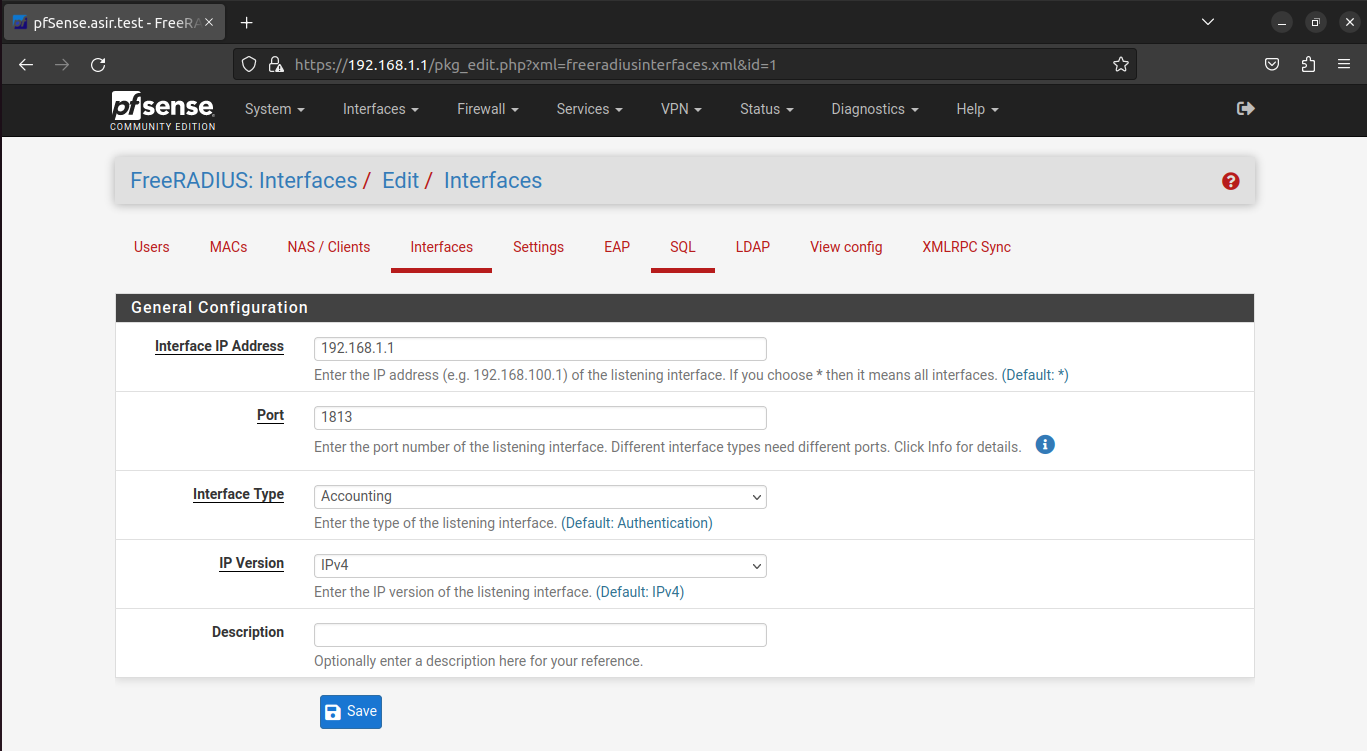 pfSense.asir.test - FreeRA
https://192.168.1.1/pkg_edit.php?xml=freeradiusinterfaces.xml&id=1
pfsense
COMMUNITY EDITION
System Interfaces Firewall Services VPN Status Diagnostics Help
FreeRADIUS: Interfaces / Edit / Interfaces
Users MACs NAS / Clients Interfaces Settings EAP SQL LDAP View config XMLRPC Sync
General Configuration
Interface IP Address 192.168.1.1
Enter the IP address (e.g. 192.168.100.1) of the listening interface. If you choose * then it means all interfaces. (Default: *)
Port 1813
Enter the port number of the listening interface. Different interface types need different ports. Click Info for details.
Interface Type Accounting
Enter the type of the listening interface. (Default: Authentication)
IP Version IPv4
Enter the IP version of the listening interface. (Default: IPv4)
Description
Optionally enter a description here for your reference.
Save